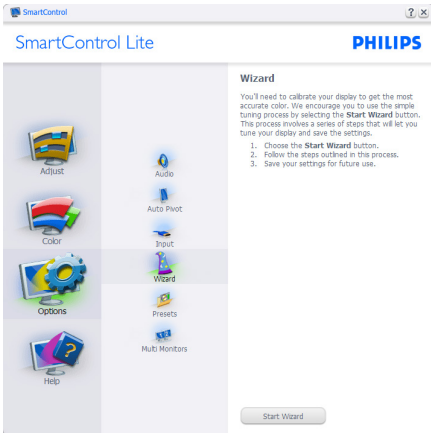 SmartControl
? X
SmartControl Lite
PHILIPS
Adjust
Color
Options
Help
Audio
Auto Pivot
Input
Wizard
Presets
Multi Monitors
Wizard
You'll need to calibrate your display to get the most
accurate color. We encourage you to use the simple
tuning process by selecting the Start Wizard button.
This process involves a series of steps that will let you
tune your display and save the settings.
1. Choose the Start Wizard button.
2. Follow the steps outlined in this process.
3. Save your settings for future use.
Start Wizard